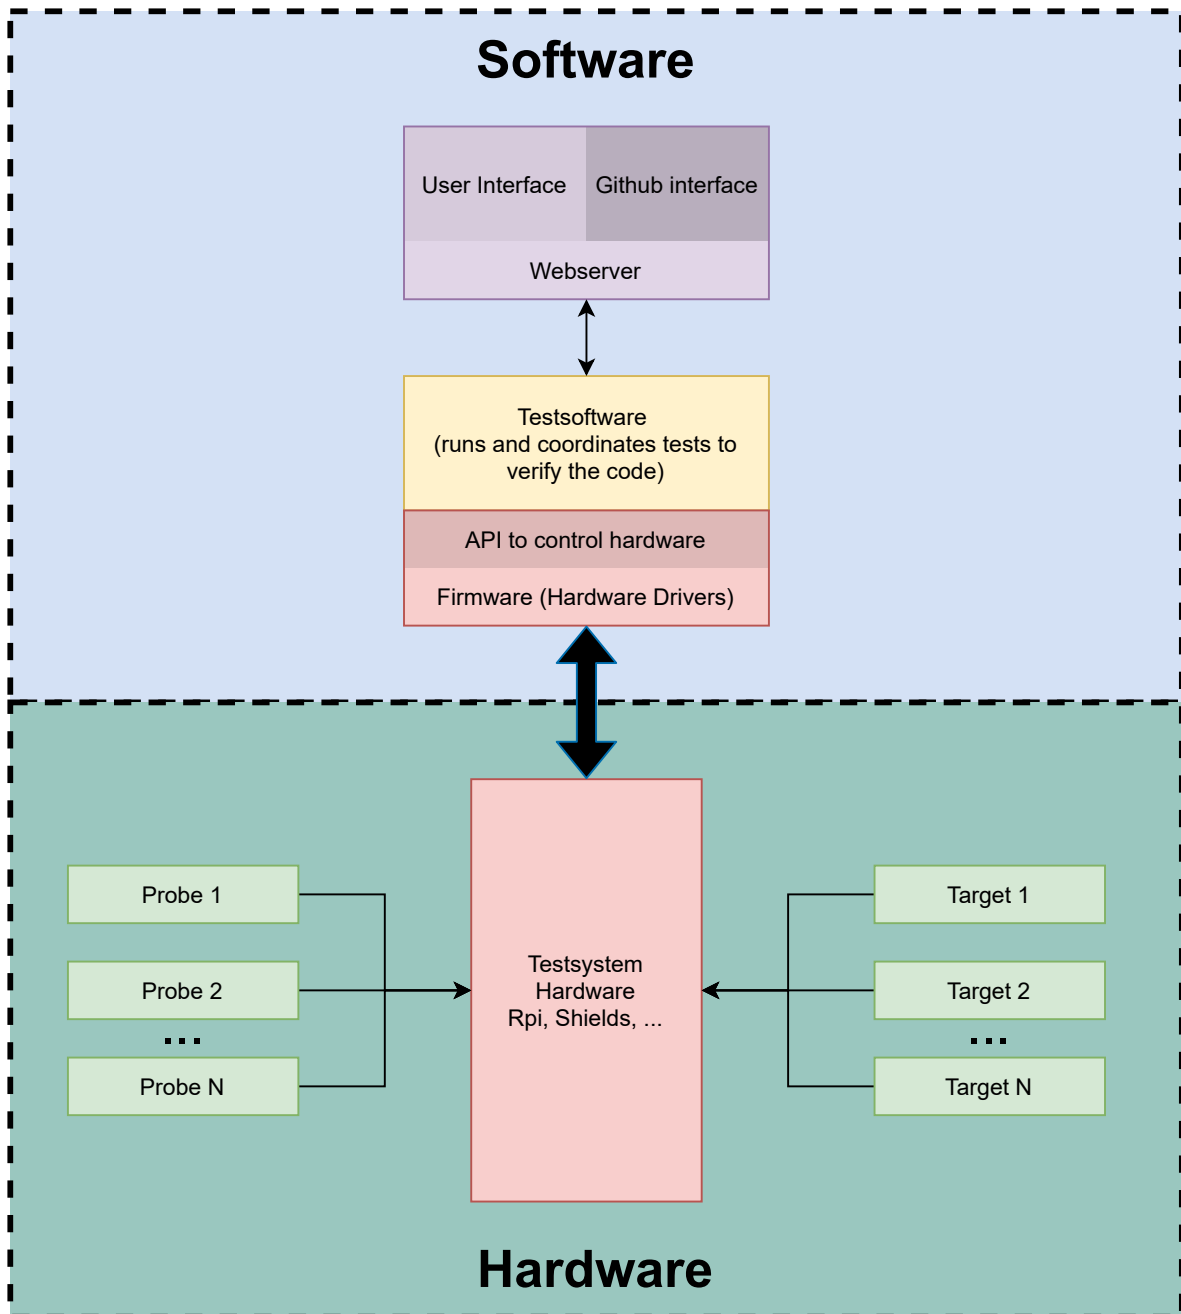 Software
User Interface
Github interface
Webserver
Testsoftware
(runs and coordinates tests to
verify the code)
API to control hardware
Firmware (Hardware Drivers)
Probe 1
Probe 2
...
Probe N
Testsystem
Hardware
Rpi, Shields, ...
Target 1
Target 2
...
Target N
Hardware